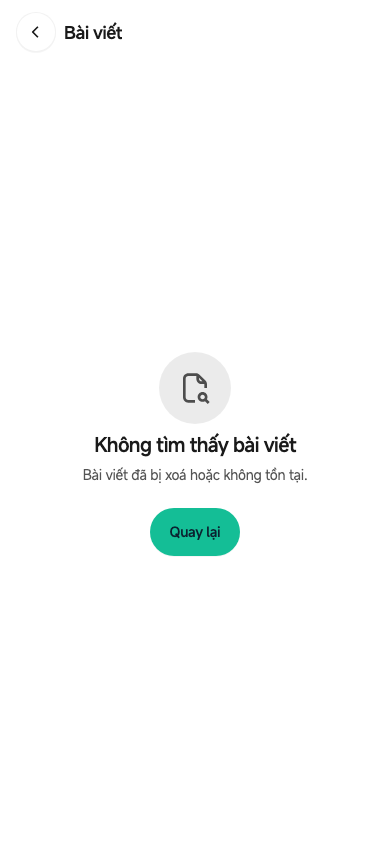 Bài viết
Không tìm thấy bài viết
Bài viết đã bị xoá hoặc không tồn tại.
Quay lại